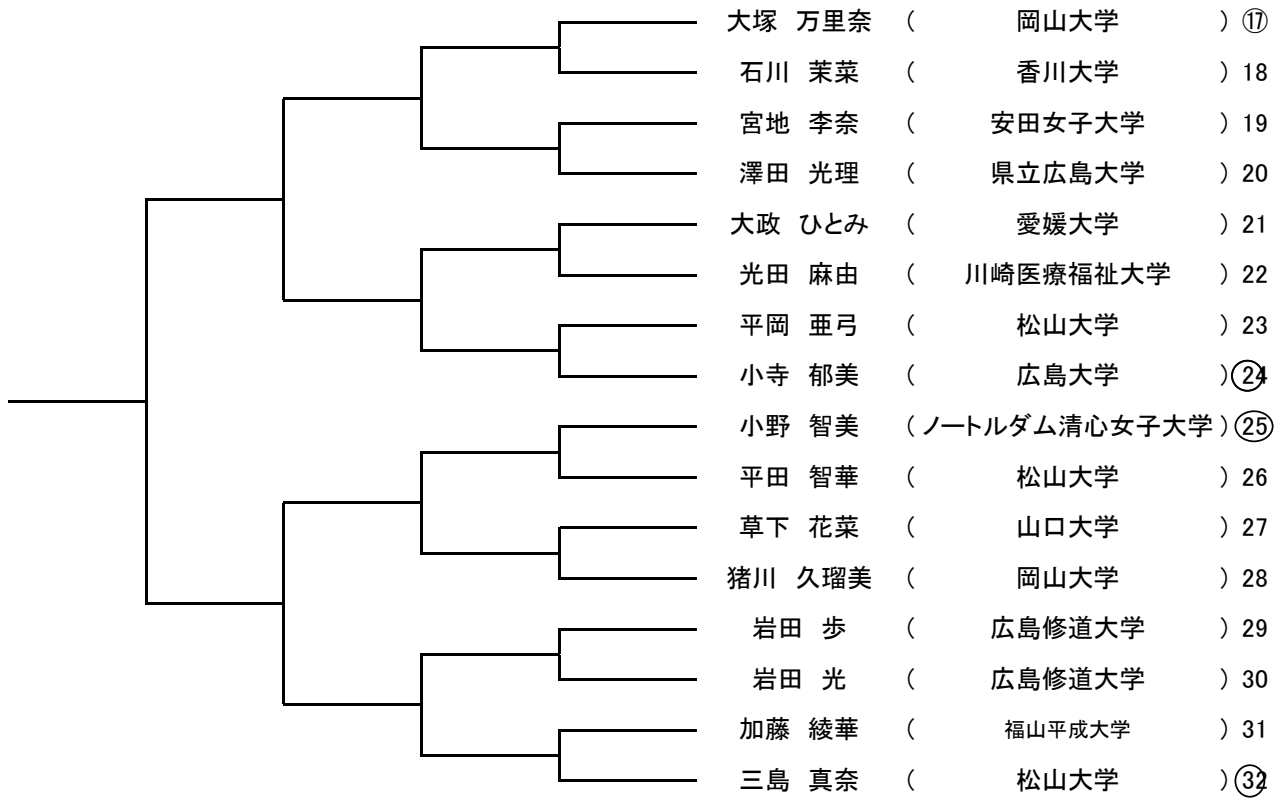 大塚 万里奈 ( 岡山大学 ) ⑰
石川 茉菜 ( 香川大学 ) 18
宮地 李奈 ( 安田女子大学 ) 19
澤田 光理 ( 県立広島大学 ) 20
大政 ひとみ ( 愛媛大学 ) 21
光田 麻由 ( 川崎医療福祉大学 ) 22
平岡 亜弓 ( 松山大学 ) 23
小寺 郁美 ( 広島大学 ) 24
小野 智美 ( ノートルダム清心女子大学 ) 25
平田 智華 ( 松山大学 ) 26
草下 花菜 ( 山口大学 ) 27
猪川 久瑠美 ( 岡山大学 ) 28
岩田 歩 ( 広島修道大学 ) 29
岩田 光 ( 広島修道大学 ) 30
加藤 綾華 ( 福山平成大学 ) 31
三島 真奈 ( 松山大学 ) 32